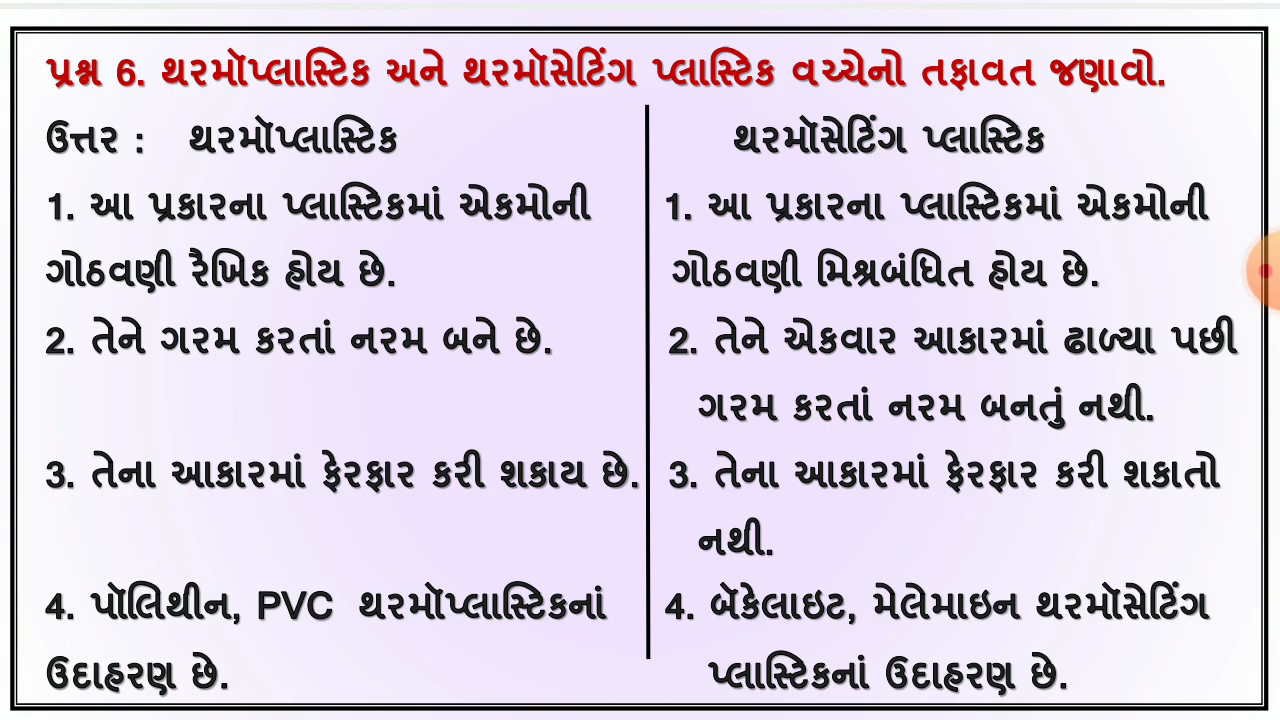 પ્રશ્ન 6. થરમૉપ્લાસ્ટિક અને થરમૉસેટિંગ પ્લાસ્ટિક વચ્ચેનો તફાવત જણાવો.
ઉત્તર : થરમૉપ્લાસ્ટિક
1. આ પ્રકારના પ્લાસ્ટિકમાં એકમોની
ગોઠવણી રૈખિક હોય છે.
2. તેને ગરમ કરતાં નરમ બને છે.
3. તેના આકારમાં ફેરફાર કરી શકાય છે.
4. પૉલિથીન, PVC થરમૉપ્લાસ્ટિકનાં
ઉદાહરણ છે.
થરમૉસેટિંગ પ્લાસ્ટિક
1. આ પ્રકારના પ્લાસ્ટિકમાં એકમોની
ગોઠવણી મિશ્રબંધિત હોય છે.
2. તેને એકવાર આકારમાં ઢાળ્યા પછી
ગરમ કરતાં નરમ બનતું નથી.
3. તેના આકારમાં ફેરફાર કરી શકાતો
નથી.
4. બૅકેલાઇટ, મેલેમાઇન થરમૉસેટિંગ
પ્લાસ્ટિકનાં ઉદાહરણ છે.